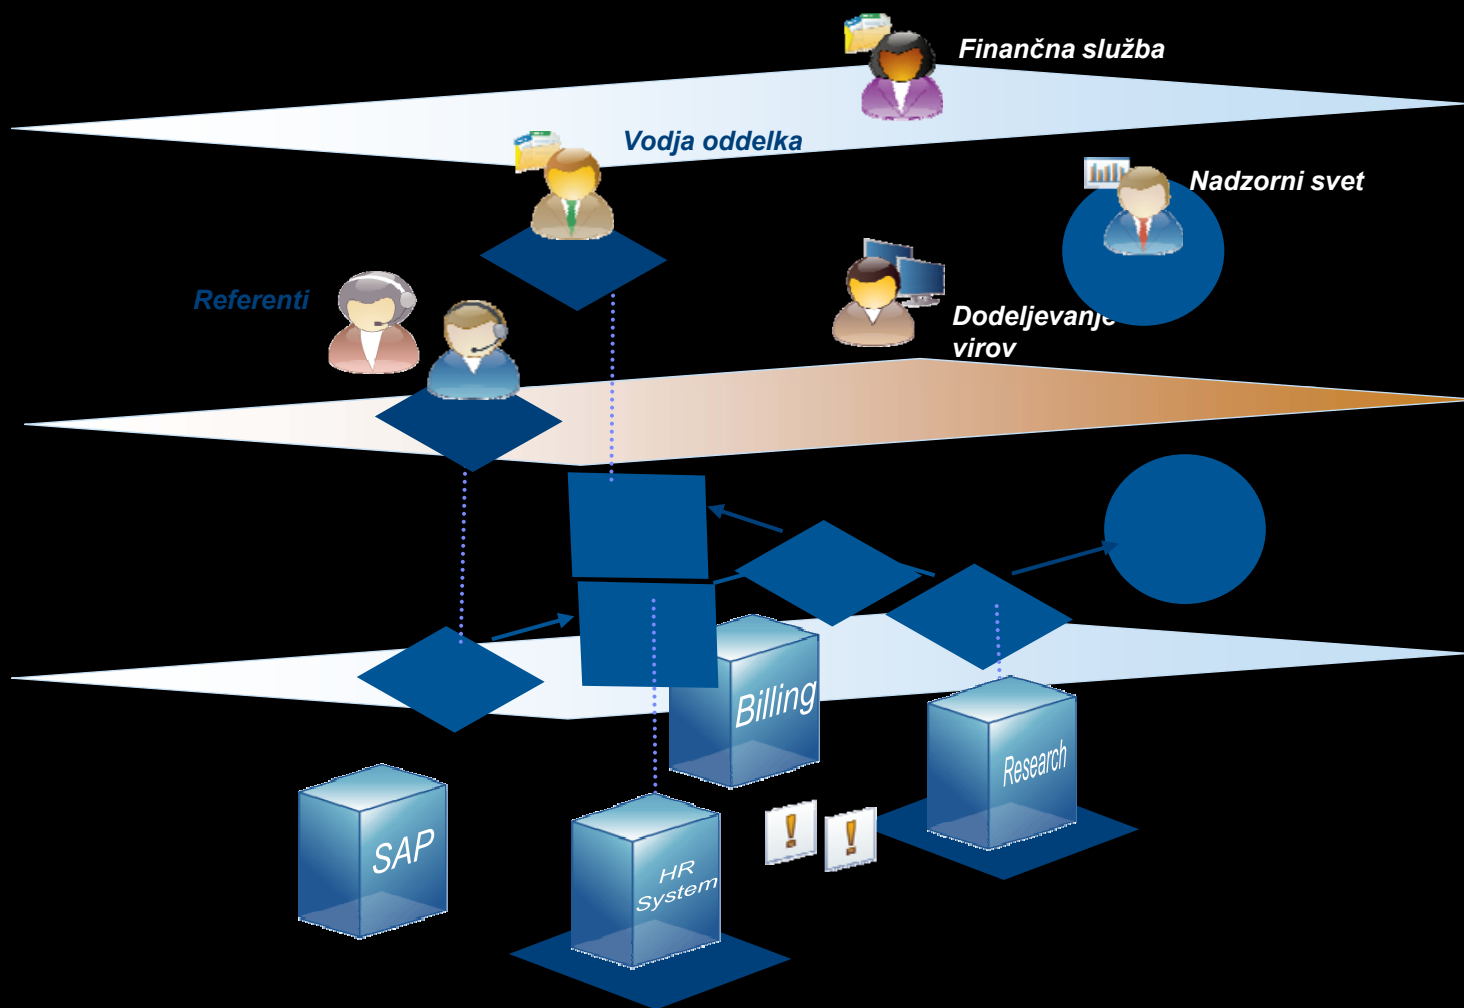 Finančna služba
Vodja oddelka
Nadzorni svet
Referenti
Dodeljevanje
virov
Billing
Research
SAP
HR
System